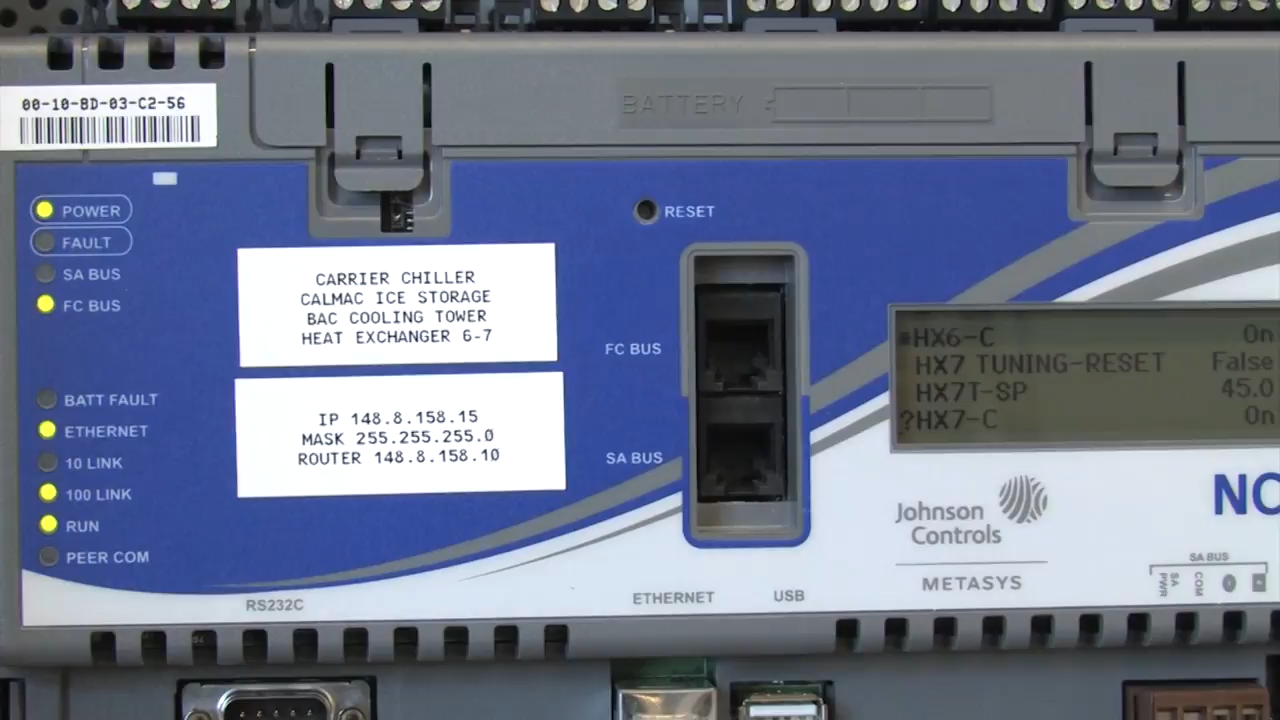 00-10-8D-03-C2-56
BATTERY
POWER
FAULT
SA BUS
FC BUS
BATT FAULT
ETHERNET
10 LINK
100 LINK
RUN
PEER COM
CARRIER CHILLER
CALMAC ICE STORAGE
BAC COOLING TOWER
HEAT EXCHANGER 6-7
IP 148.8.158.15
MASK 255.255.255.0
ROUTER 148.8.158.10
RESET
FC BUS
SA BUS
HX6-C On
HX7 TUNING-RESET False
HX7T-SP 45.0
?HX7-C On
Johnson
Controls
METASYS
NC
SA BUS
SA PWR
COM
RS232C
ETHERNET
USB